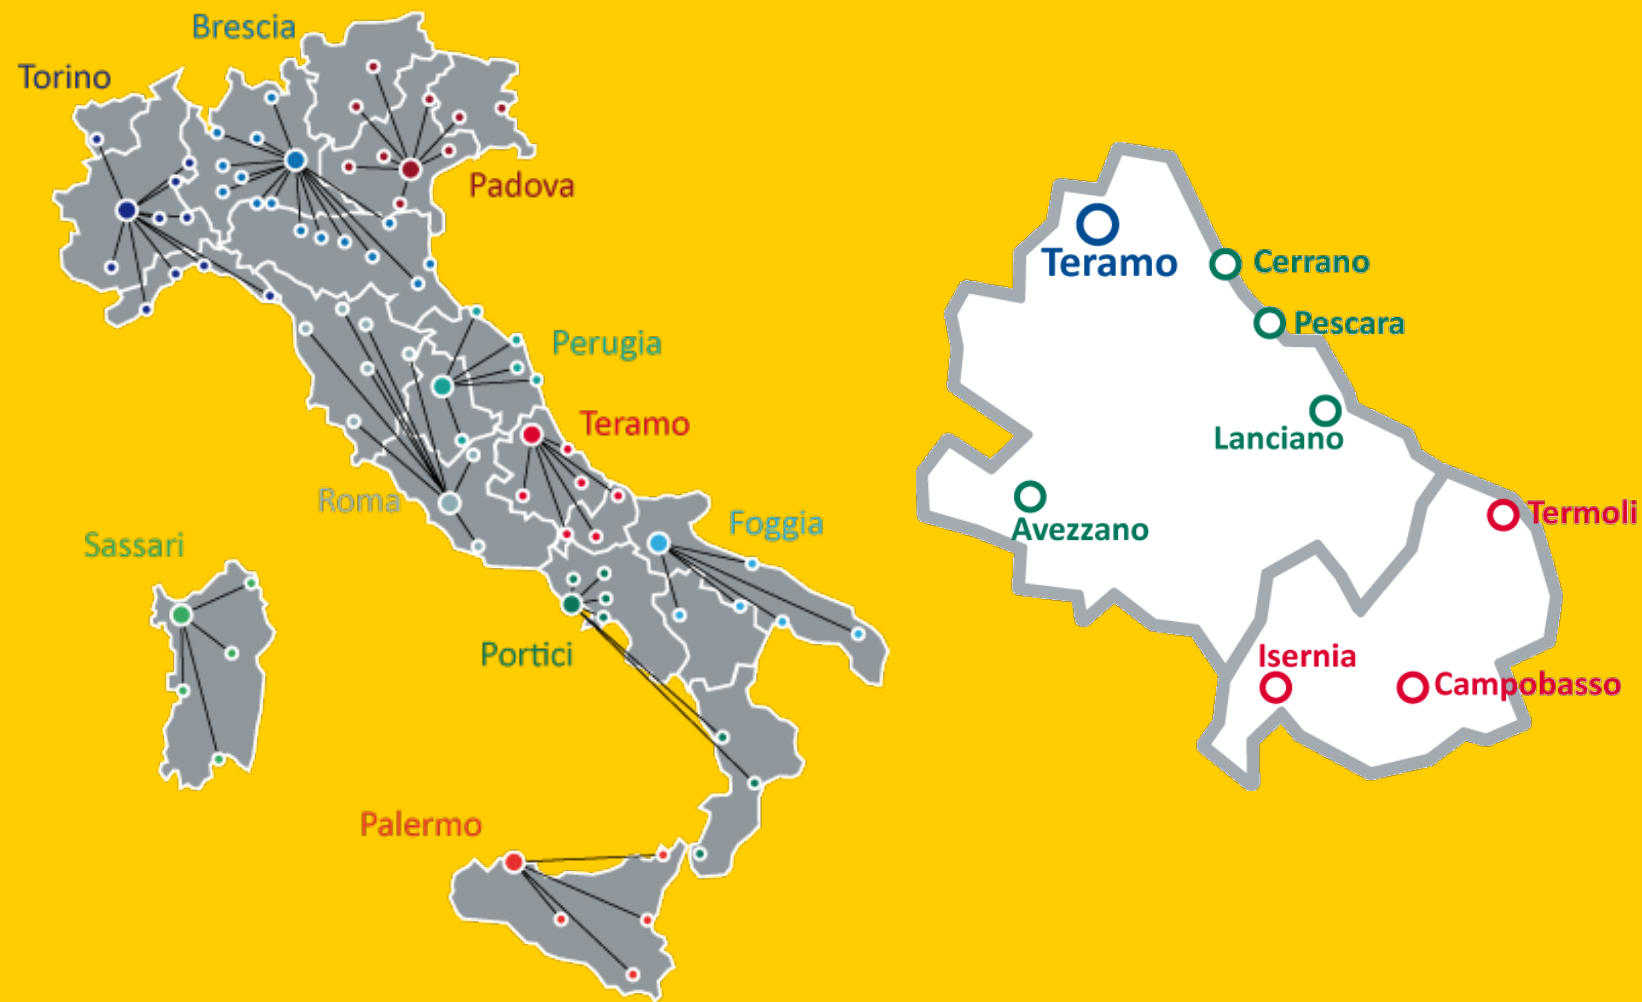 Brescia
Torino
Padova
Perugia
Teramo
Roma
Foggia
Sassari
Portici
Palermo
Teramo
Cerrano
Pescara
Lanciano
Avezzano
Termoli
Isernia
Campobasso